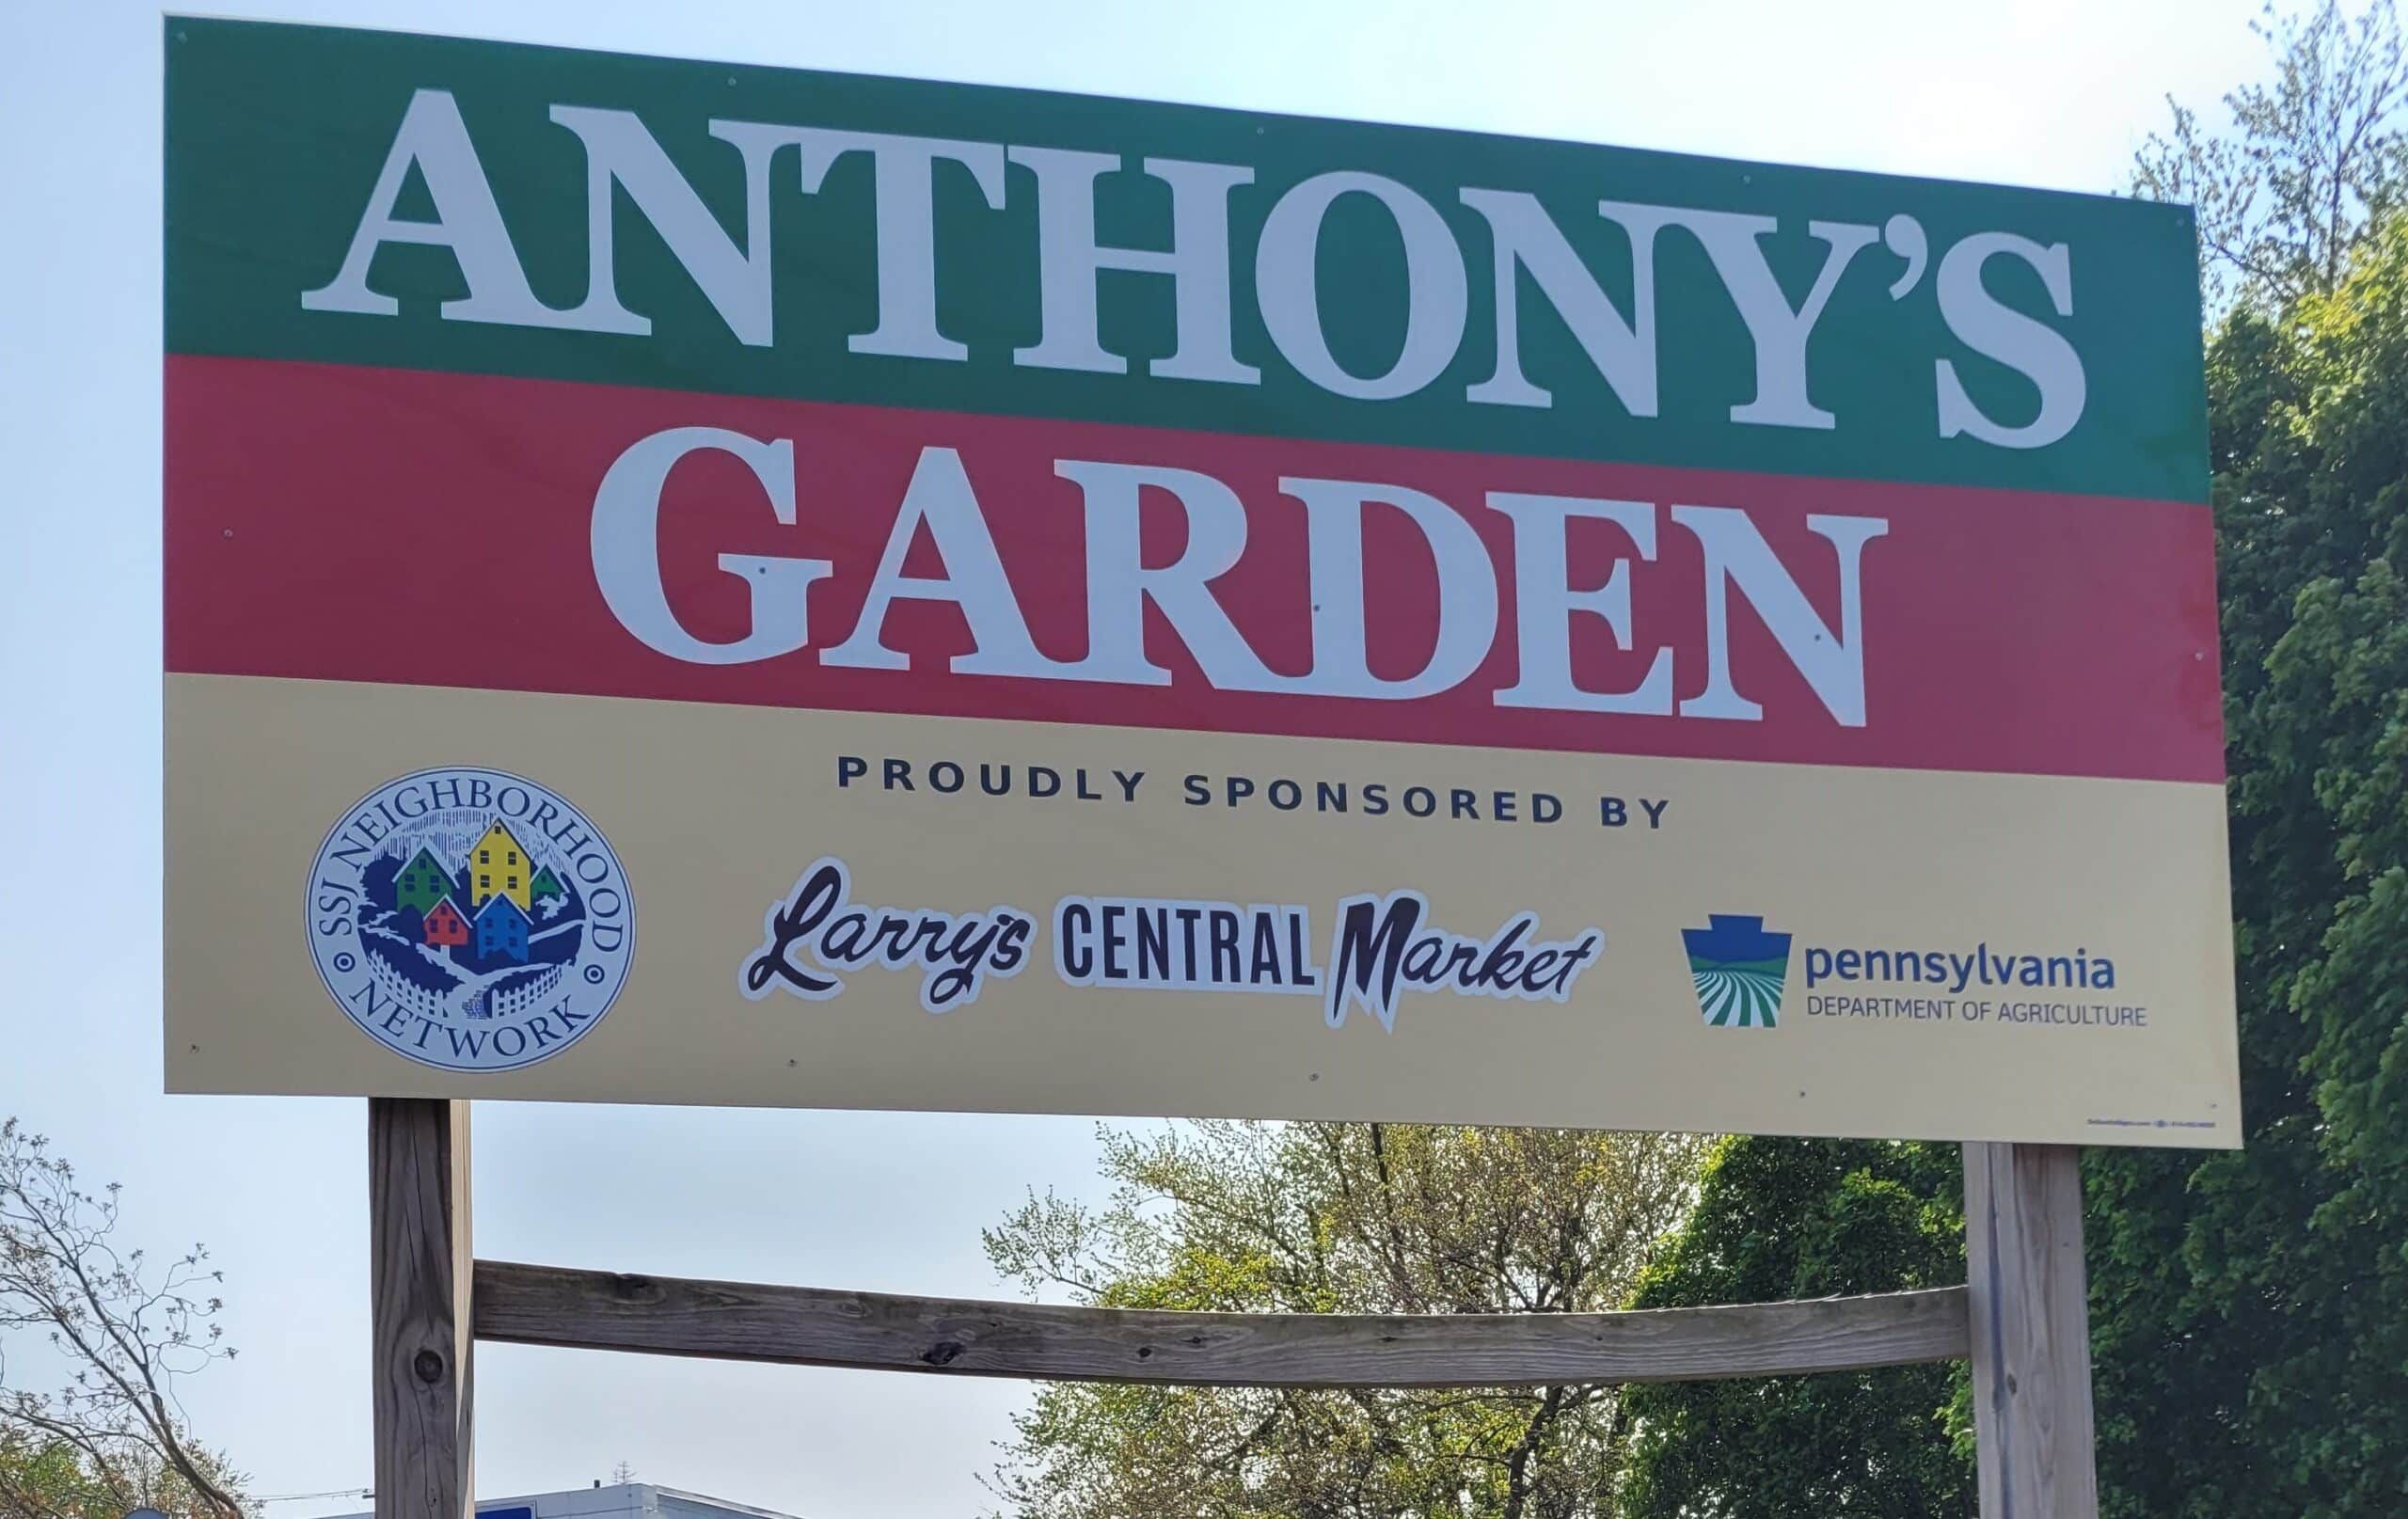 ANTHONY'S
GARDEN
PROUDLY SPONSORED BY
SSJ NEIGHBORHOOD
NETWORK
Larry's CENTRAL Market
pennsylvania
DEPARTMENT OF AGRICULTURE